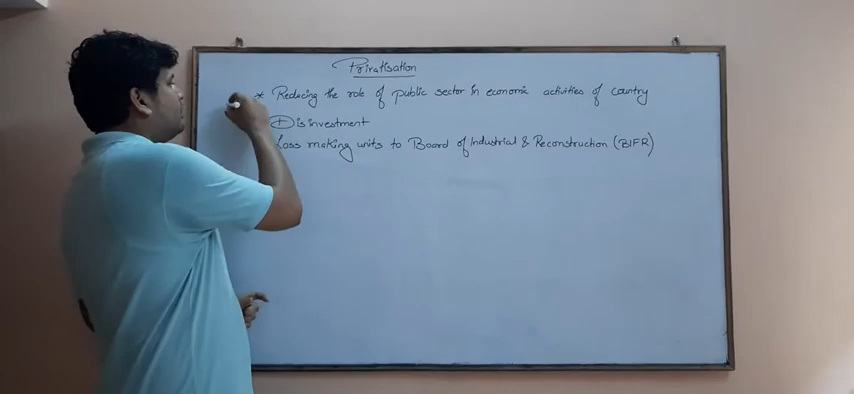 Privatisation
* Reducing the role of public sector in economic activities of country
Disinvestment
Loss making units to Board of Industrial & Reconstruction (BIFR)